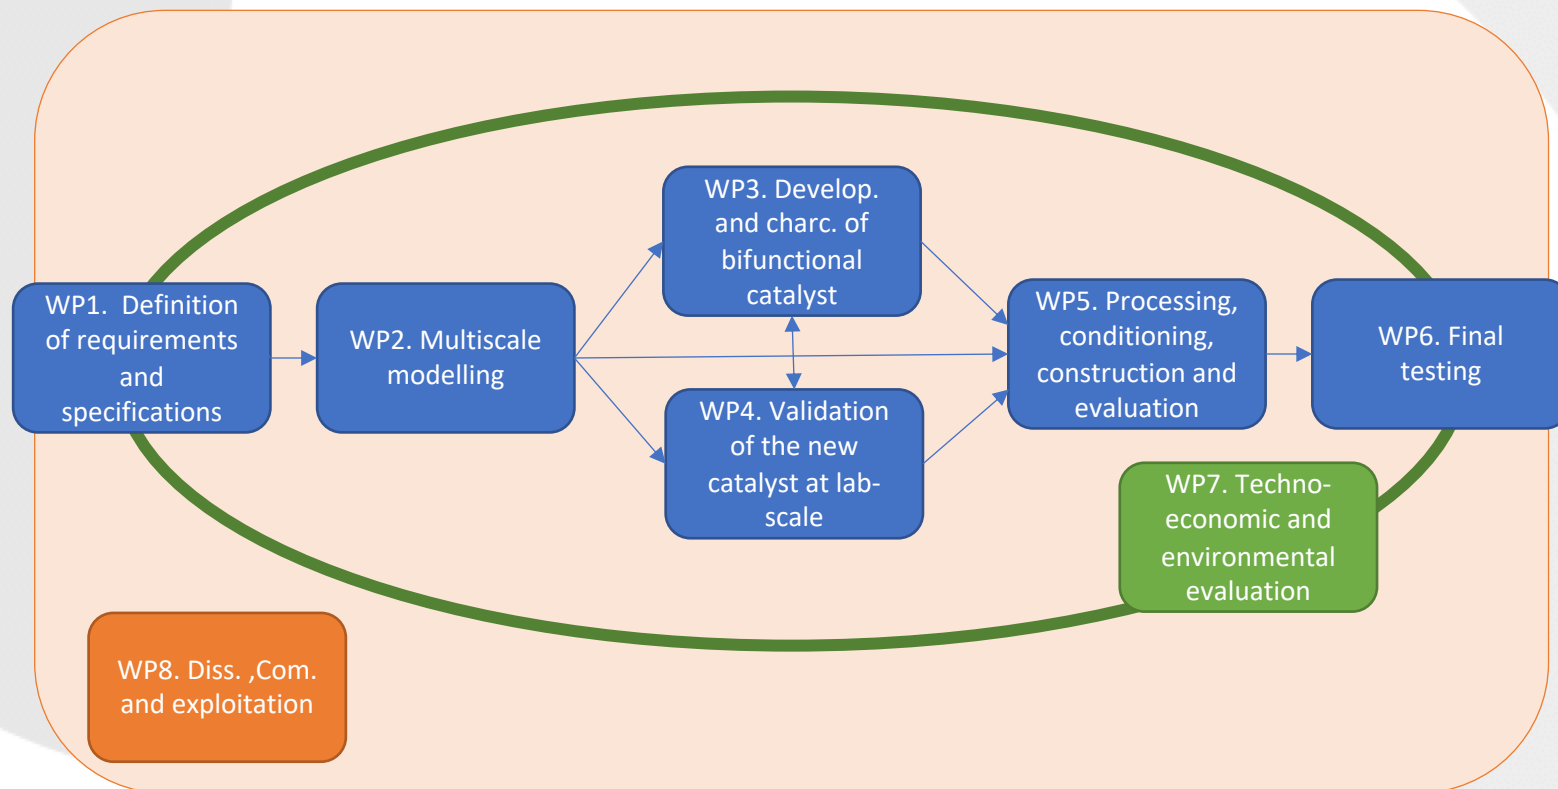 WP3. Develop.
and charc. of
bifunctional
catalyst
WP1.  Definition
of requirements
and
specifications
WP2. Multiscale
modelling
WP5. Processing,
conditioning,
construction and
evaluation
WP6. Final
testing
WP4. Validation
of the new
catalyst at lab-
scale
WP7. Techno-
economic and
environmental
evaluation
WP8. Diss. ,Com.
and exploitation